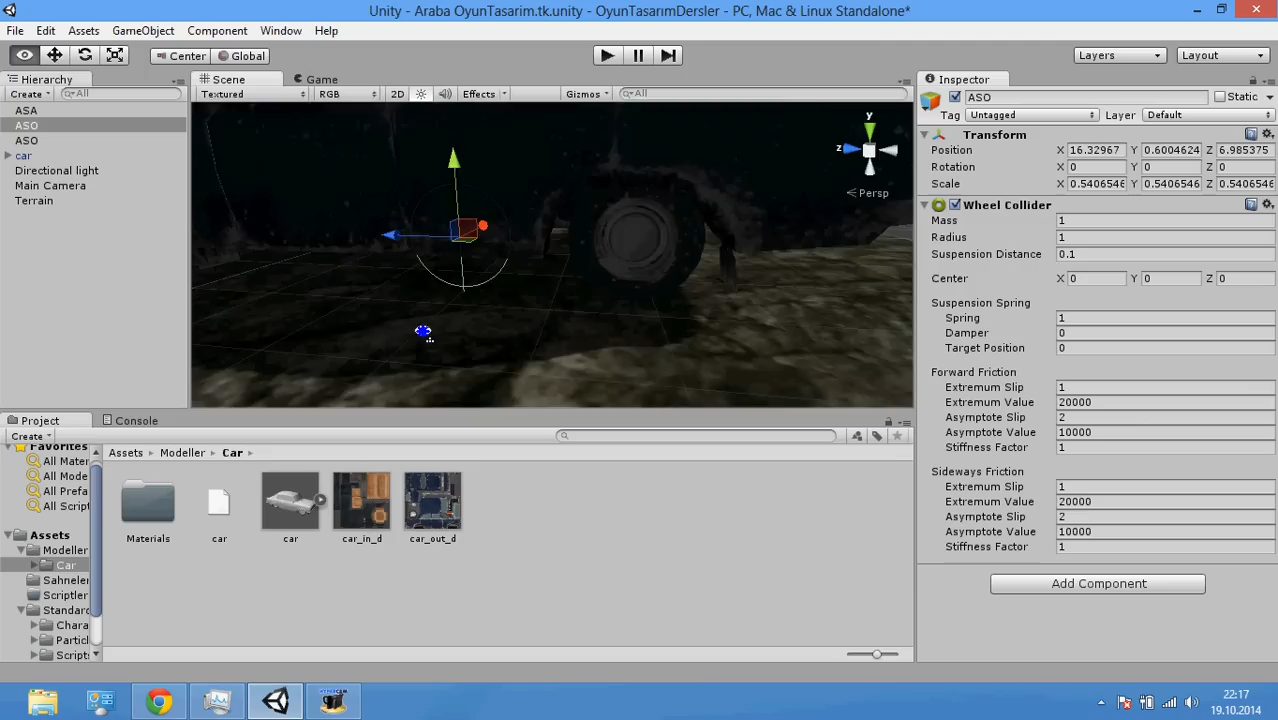 Unity - Araba OyunTasarim.tk.unity - OyunTasarımDersler - PC, Mac & Linux Standalone*
File Edit Assets GameObject Component Window Help
Center Global Layers Layout
Hierarchy Scene Game Inspector
Create All Textured RGB 2D Effects Gizmos All
ASO Static
Tag Untagged Layer Default
ASA
ASO
ASO
car
Directional light
Main Camera
Terrain
y
z
Persp
Transform
Position X 16.32967 Y 0.6004624 Z 6.985375
Rotation X 0 Y 0 Z 0
Scale X 0.5406546 Y 0.5406546 Z 0.5406546
Wheel Collider
Mass 1
Radius 1
Suspension Distance 0.1
Center X 0 Y 0 Z 0
Suspension Spring
Spring 1
Damper 0
Target Position 0
Forward Friction
Extremum Slip 1
Extremum Value 20000
Asymptote Slip 2
Asymptote Value 10000
Stiffness Factor 1
Sideways Friction
Extremum Slip 1
Extremum Value 20000
Asymptote Slip 2
Asymptote Value 10000
Stiffness Factor 1
Add Component
Project Console
Create
Favorites
All Mater
All Mode
All Prefa
All Script
Assets
Modeller
Car
Sahneler
Scriptler
Standard
Chara
Particl
Scripts
Assets Modeller Car
Materials car car car_in_d car_out_d
22:17
19.10.2014